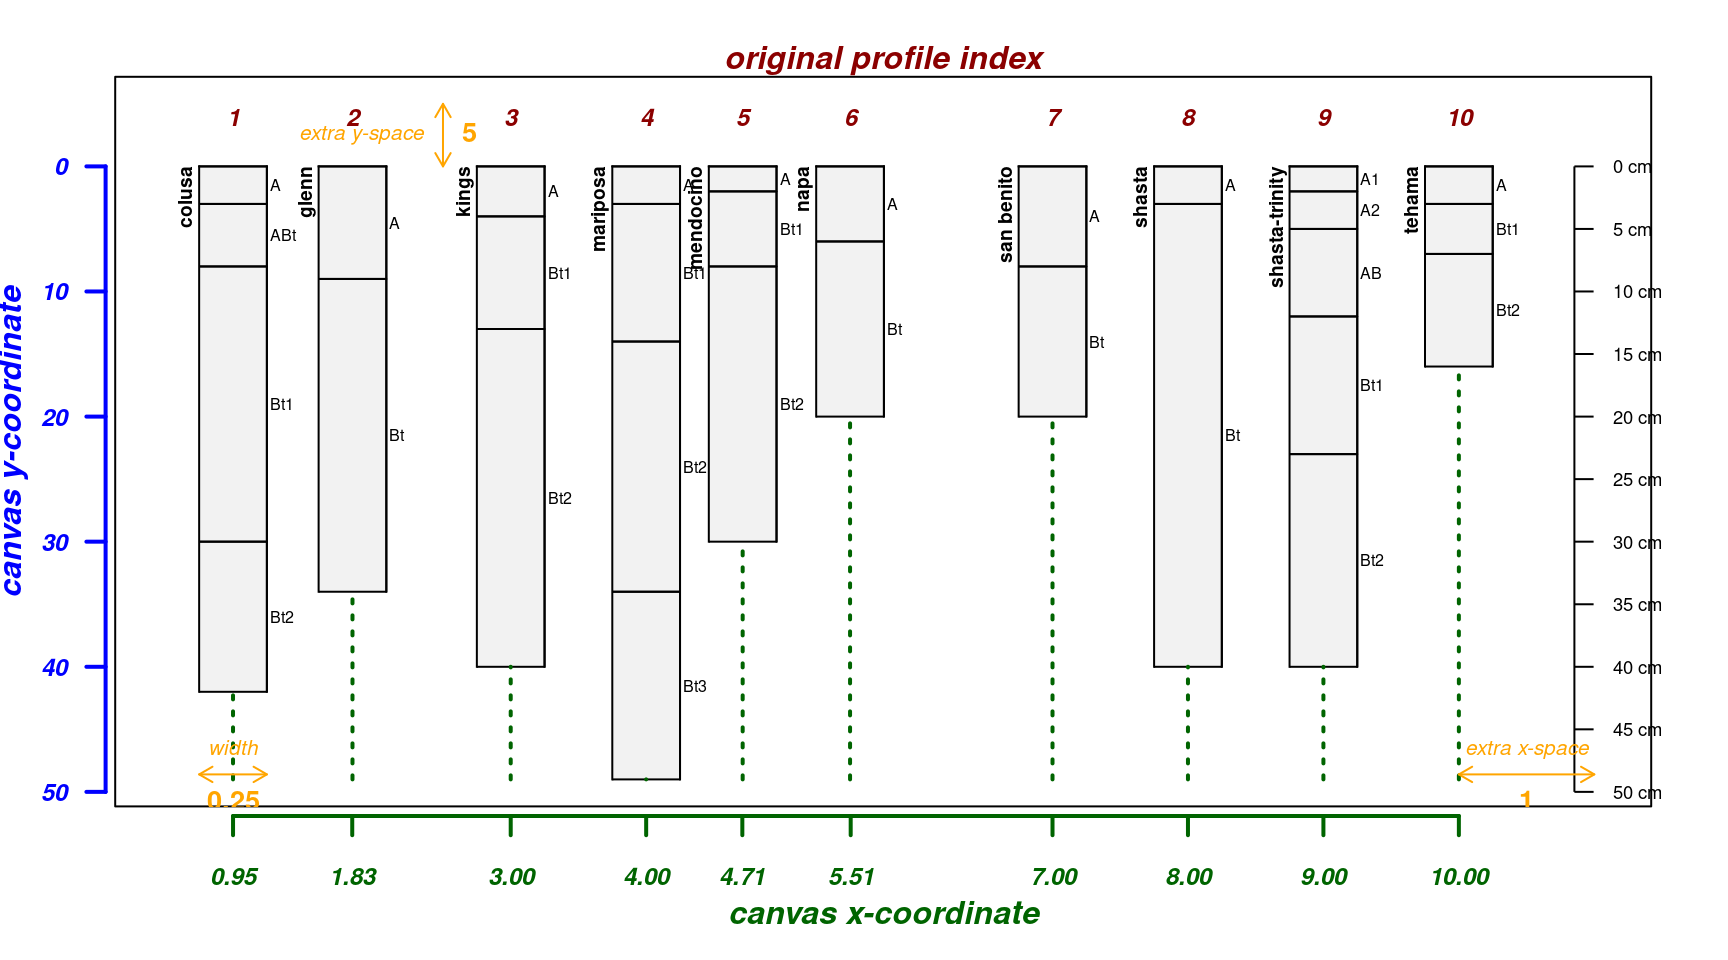 original profile index
1 2 3 4 5 6 7 8 9 10
extra y-space 5
canvas y-coordinate
0
10
20
30
40
50
colusa
A
ABt
Bt1
Bt2
glenn
A
Bt
kings
A
Bt1
Bt2
mariposa
A
Bt1
Bt2
Bt3
mendocino
A
Bt1
Bt2
napa
A
Bt
san benito
A
Bt
shasta
A
Bt
shasta-trinity
A1
A2
AB
Bt1
Bt2
tehama
A
Bt1
Bt2
0 cm
5 cm
10 cm
15 cm
20 cm
25 cm
30 cm
35 cm
40 cm
45 cm
50 cm
width
0.25
extra x-space
1
0.95 1.83 3.00 4.00 4.71 5.51 7.00 8.00 9.00 10.00
canvas x-coordinate